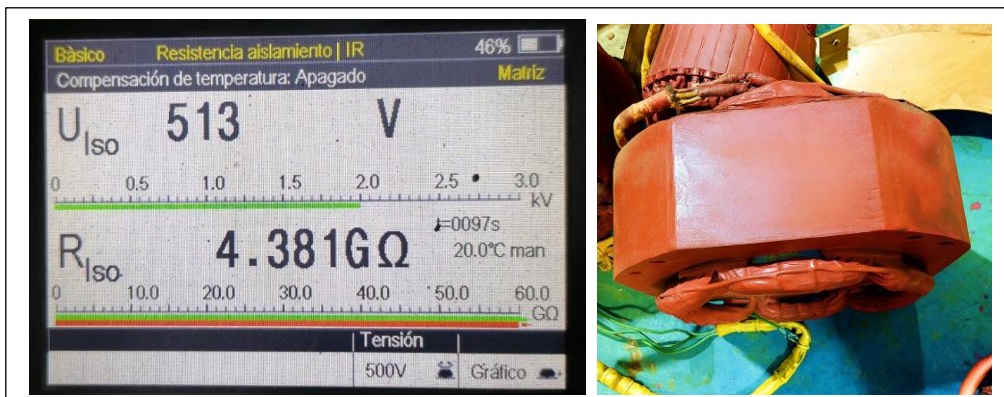 Bàsico Resistencia aislamiento | IR 46%
Compensación de temperatura: Apagado Matriz
U Iso 513 V
0 0.5 1.0 1.5 2.0 2.5 3.0
kV
t=0097s
R Iso 4.381GΩ 20.0°C man
0 10.0 20.0 30.0 40.0 50.0 60.0
GΩ
Tensión
500V Gráfico